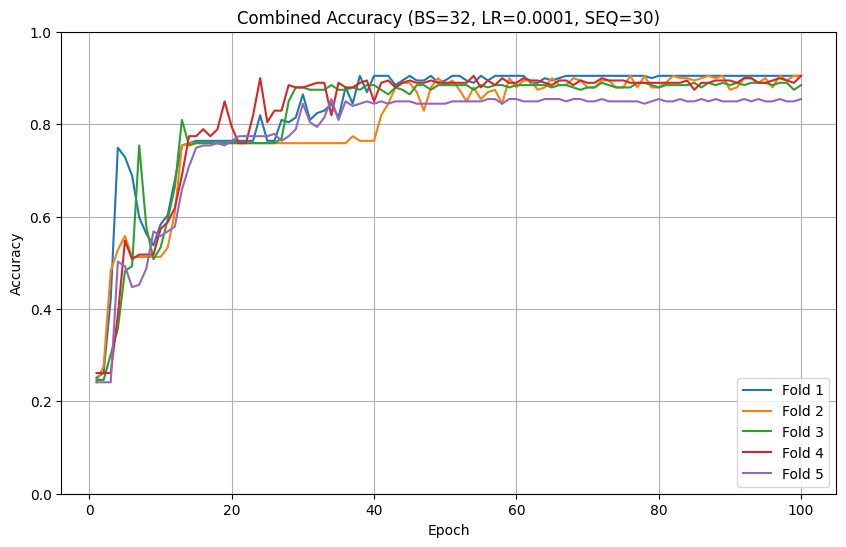 Combined Accuracy (BS=32, LR=0.0001, SEQ=30)
1.0
0.8
0.6
0.4
0.2
0.0
Accuracy
0 20 40 60 80 100
Epoch
Fold 1
Fold 2
Fold 3
Fold 4
Fold 5